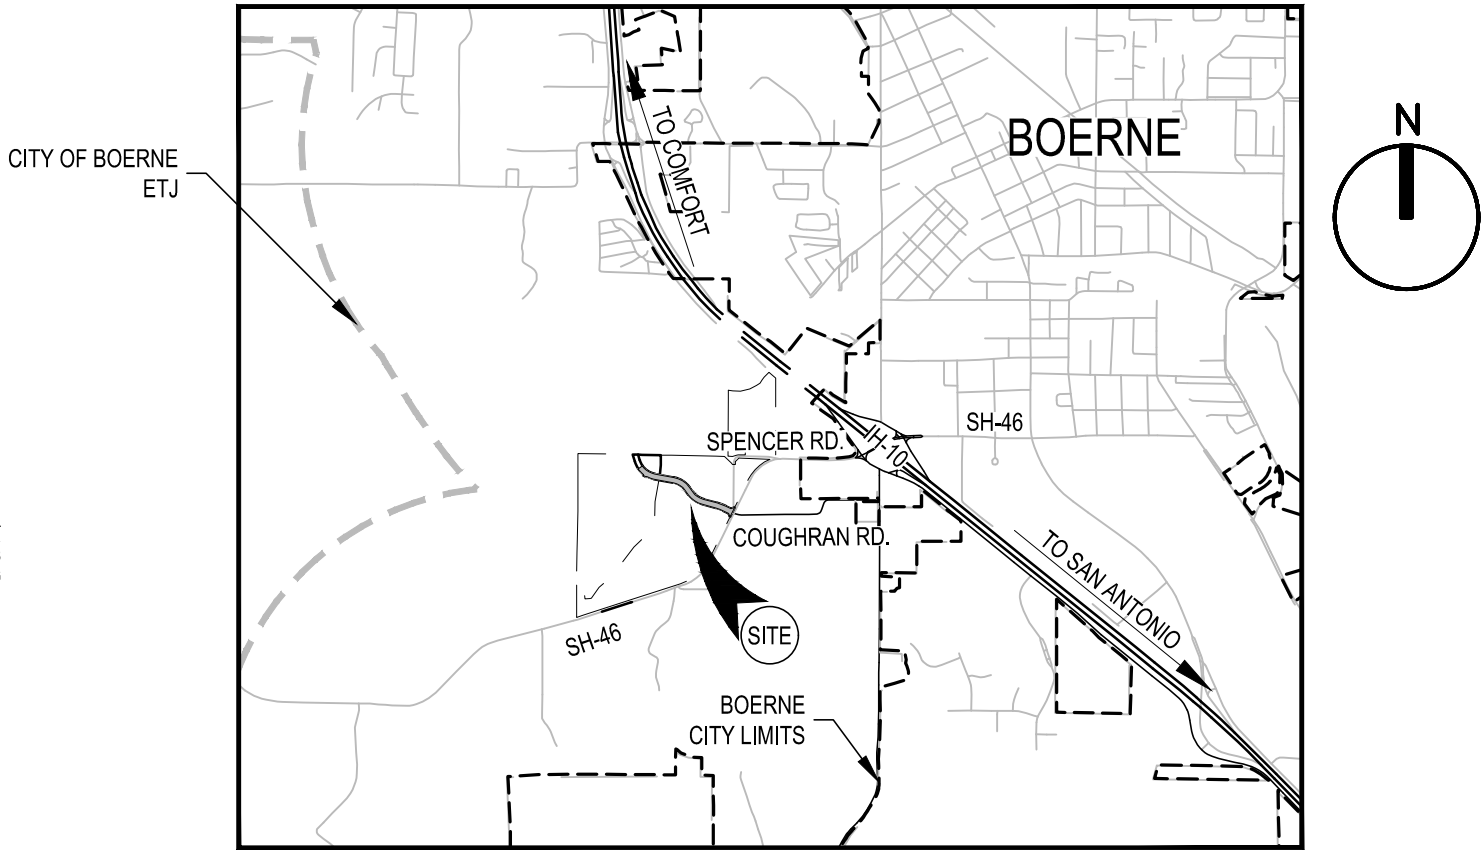 N
BOERNE
TO COMFORT
CITY OF BOERNE
ETJ
SH-46
SPENCER RD.
IH-10
COUGHRAN RD.
TO SAN ANTONIO
SH-46
SITE
BOERNE
CITY LIMITS